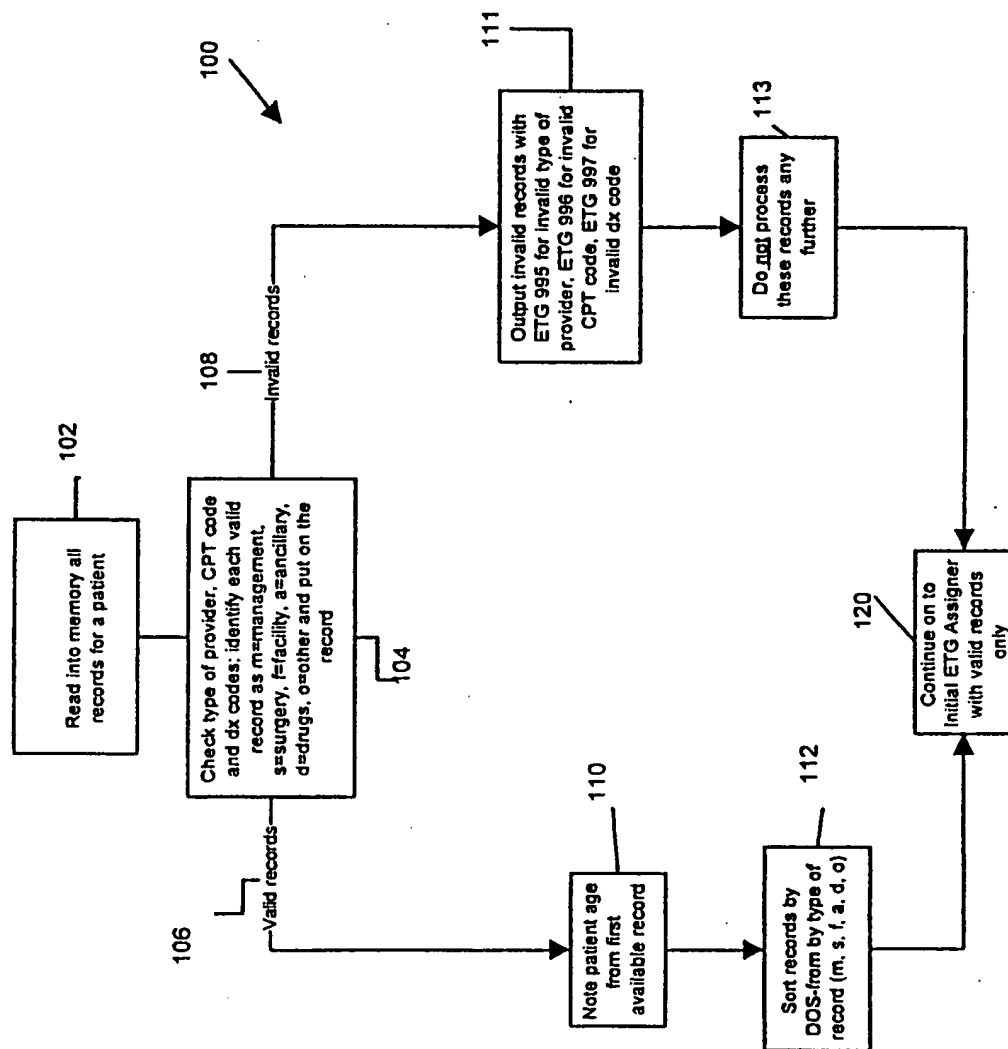 100
102
Read into memory all
records for a patient
Check type of provider, CPT code
and dx codes; identify each valid
record as m=management,
s=surgery, f=facility, a=ancillary,
d=drugs, o=other and put on the
record
104
106
Valid records
108
Invalid records
110
Note patient age
from first
available record
111
Output invalid records with
ETG 995 for invalid type of
provider, ETG 996 for invalid
CPT code, ETG 997 for
invalid dx code
112
Sort records by
DOS-from by type of
record (m, s, f, a, d, o)
113
Do not process
these records any
further
120
Continue on to
Initial ETG Assigner
with valid records
only